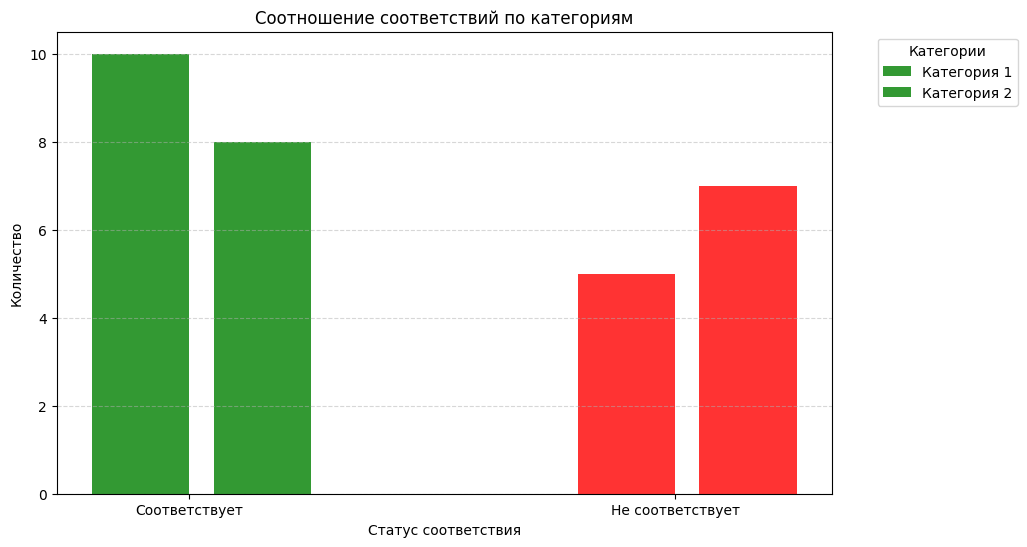 Соотношение соответствий по категориям
Категории
Категория 1
Категория 2
Количество
10
8
6
4
2
0
Соответствует
Не соответствует
Статус соответствия